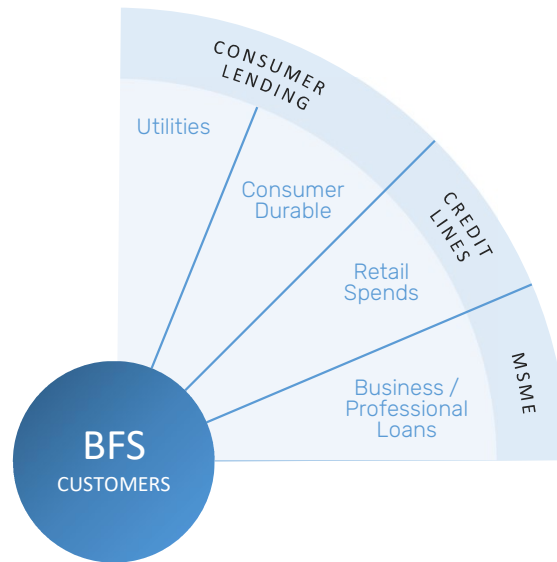 CONSUMER
LENDING
Utilities
Consumer
Durable
CREDIT
LINES
Retail
Spends
MSME
Business /
Professional
Loans
BFS
CUSTOMERS